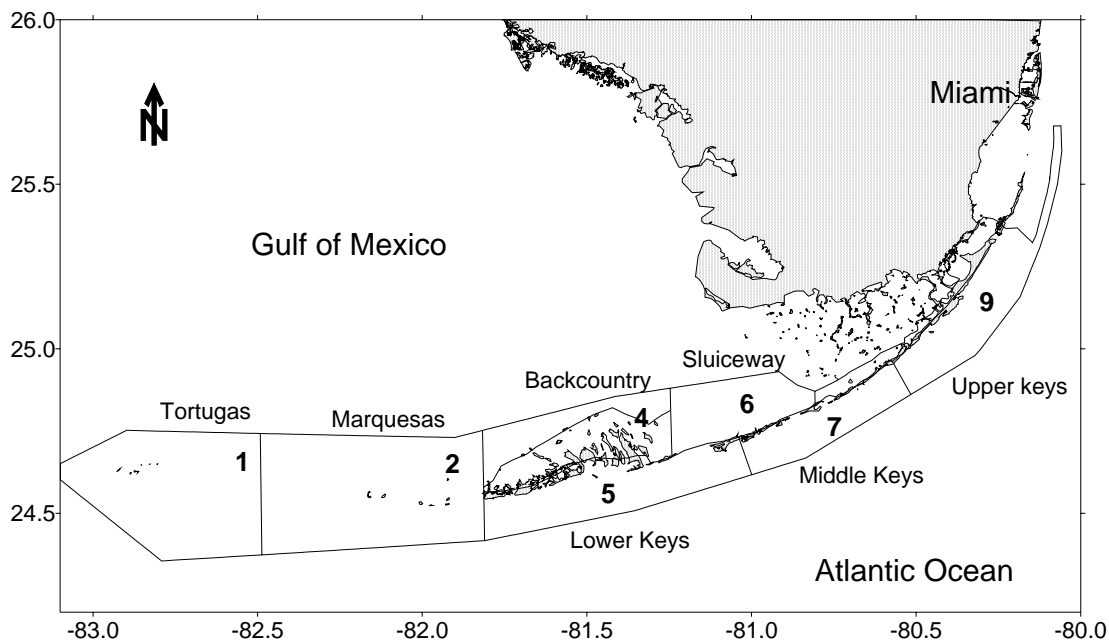 26.0
Miami
N
25.5
Gulf of Mexico
9
25.0
Sluiceway
Backcountry
Upper keys
Tortugas
Marquesas
4
6
7
1
2
Middle Keys
5
24.5
Lower Keys
Atlantic Ocean
-83.0 -82.5 -82.0 -81.5 -81.0 -80.5 -80.0